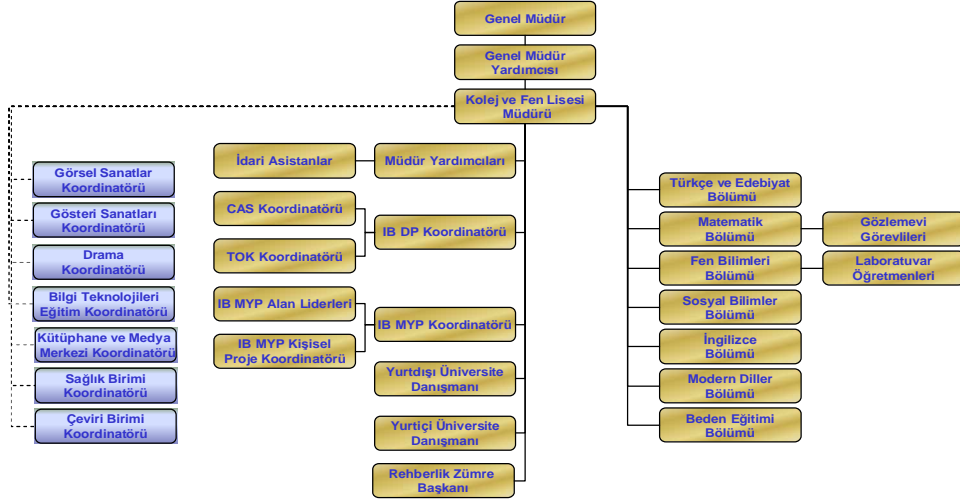 Genel Müdür
Genel Müdür
Yardımcısı
Kolej ve Fen Lisesi
Müdürü
Görsel Sanatlar
Koordinatörü
Gösteri Sanatları
Koordinatörü
Drama
Koordinatörü
Bilgi Teknolojileri
Eğitim Koordinatörü
Kütüphane ve Medya
Merkezi Koordinatörü
Sağlık Birimi
Koordinatörü
Çeviri Birimi
Koordinatörü
İdari Asistanlar
Müdür Yardımcıları
CAS Koordinatörü
TOK Koordinatörü
IB DP Koordinatörü
IB MYP Alan Liderleri
IB MYP Kişisel
Proje Koordinatörü
IB MYP Koordinatörü
Yurtdışı Üniversite
Danışmanı
Yurtiçi Üniversite
Danışmanı
Rehberlik Zümre
Başkanı
Türkçe ve Edebiyat
Bölümü
Matematik
Bölümü
Gözlemevi
Görevlileri
Fen Bilimleri
Bölümü
Laboratuvar
Öğretmenleri
Sosyal Bilimler
Bölümü
İngilizce
Bölümü
Modern Diller
Bölümü
Beden Eğitimi
Bölümü